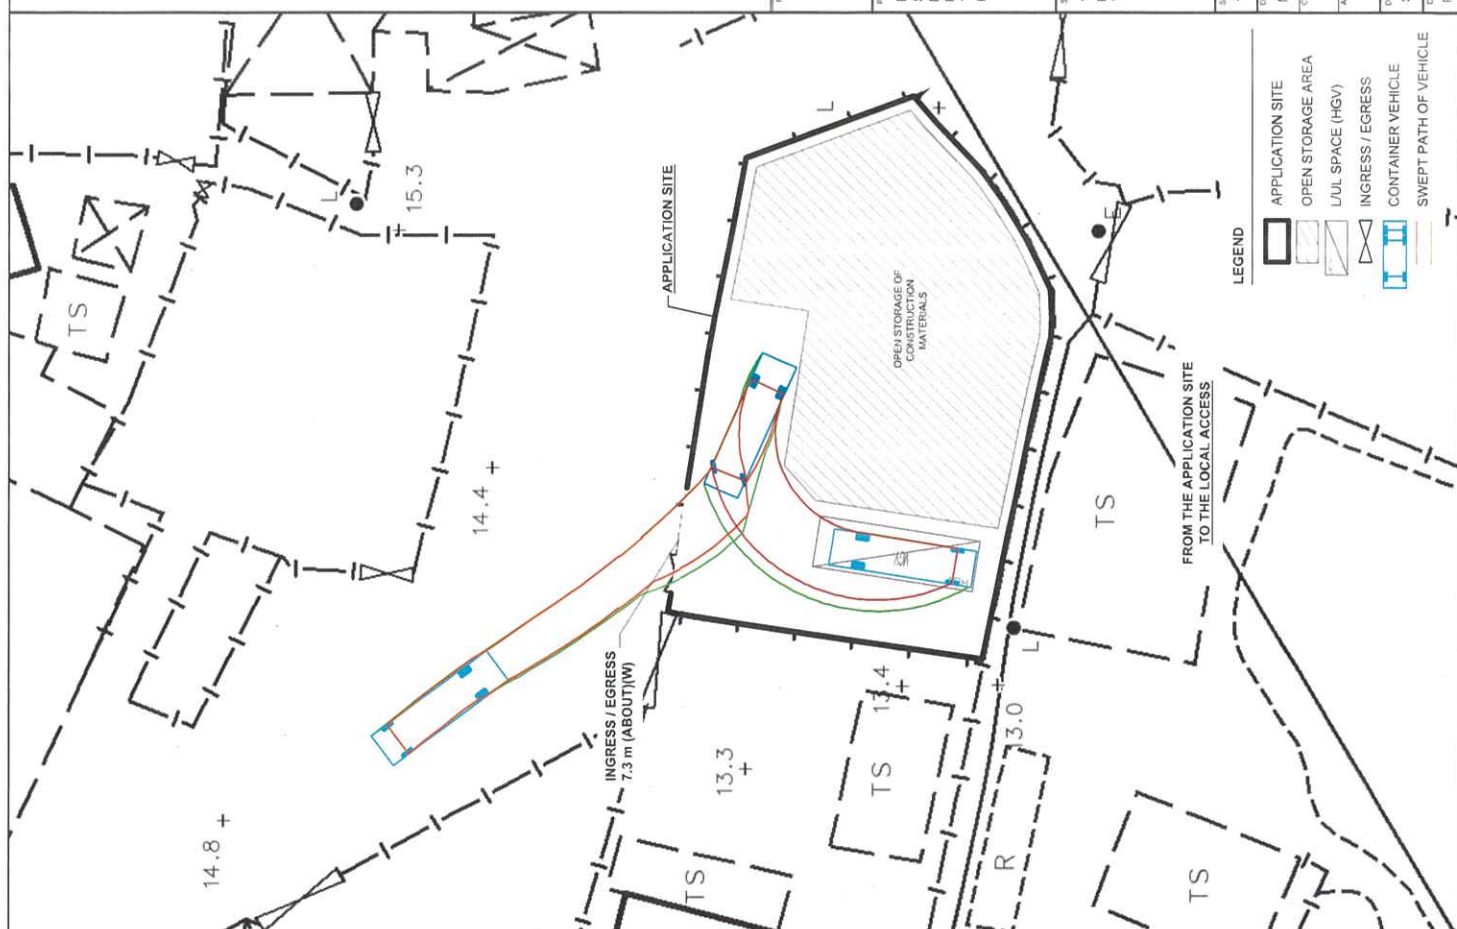 15.3
L
TS
L
+
APPLICATION SITE
14.4
OPEN STORAGE OF
CONSTRUCTION
MATERIALS
E
HGV
TS
FROM THE APPLICATION SITE
TO THE LOCAL ACCESS
INGRESS / EGRESS
7.3 m (ABOUT)(W)
L
13.4
13.0
13.3
14.8
TS
TS
R
TS
LEGEND
APPLICATION SITE
OPEN STORAGE AREA
L/UL SPACE (HGV)
INGRESS / EGRESS
CONTAINER VEHICLE
SWEPT PATH OF VEHICLE